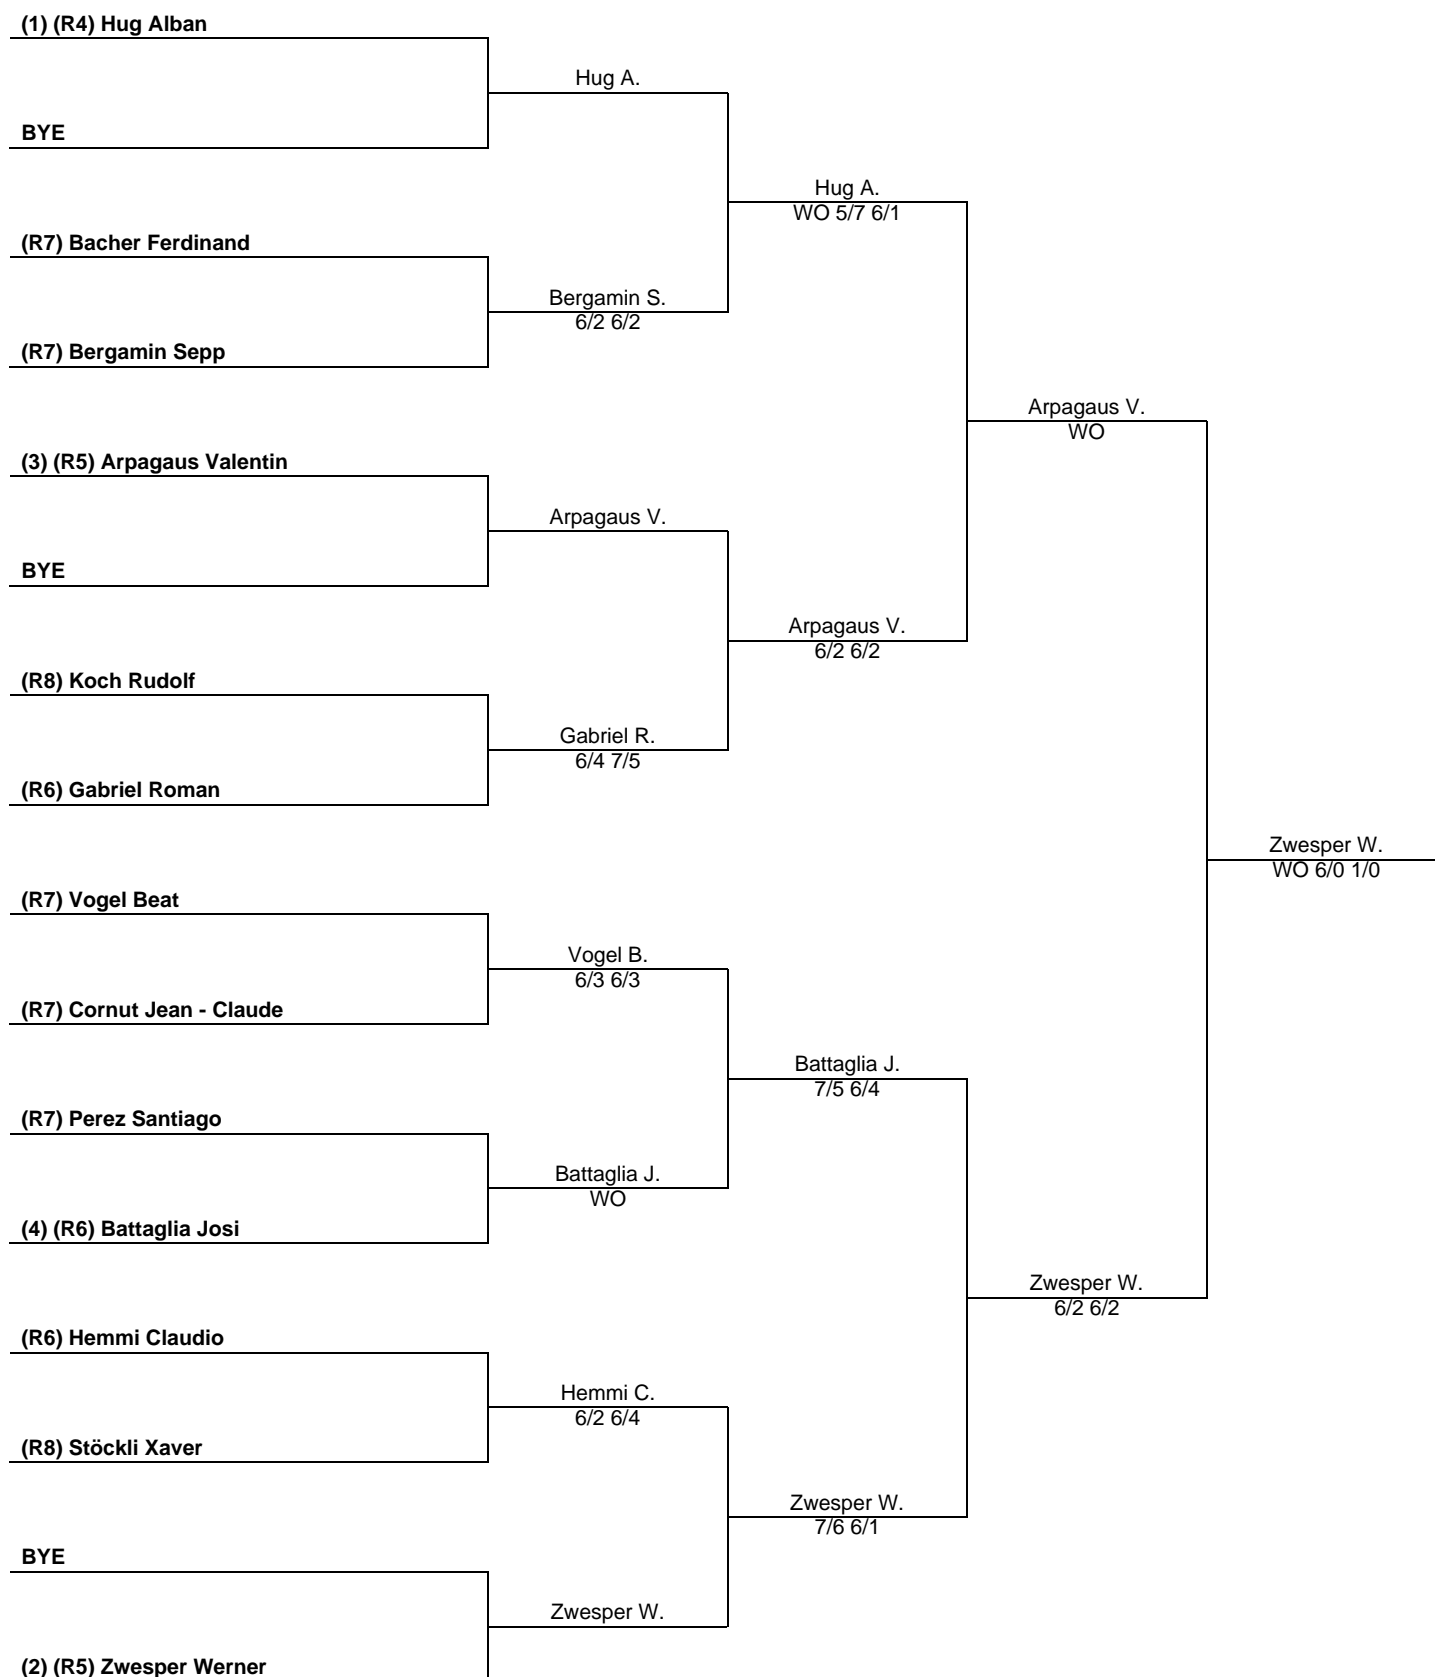 (1) (R4) Hug Alban
Hug A.
BYE
Hug A.
WO 5/7 6/1
(R7) Bacher Ferdinand
Bergamin S.
6/2 6/2
(R7) Bergamin Sepp
Arpagaus V.
WO
(3) (R5) Arpagaus Valentin
Arpagaus V.
BYE
Arpagaus V.
6/2 6/2
(R8) Koch Rudolf
Gabriel R.
6/4 7/5
(R6) Gabriel Roman
Zwesper W.
WO 6/0 1/0
(R7) Vogel Beat
Vogel B.
6/3 6/3
(R7) Cornut Jean - Claude
Battaglia J.
7/5 6/4
(R7) Perez Santiago
Battaglia J.
WO
(4) (R6) Battaglia Josi
Zwesper W.
6/2 6/2
(R6) Hemmi Claudio
Hemmi C.
6/2 6/4
(R8) Stöckli Xaver
Zwesper W.
7/6 6/1
BYE
Zwesper W.
(2) (R5) Zwesper Werner